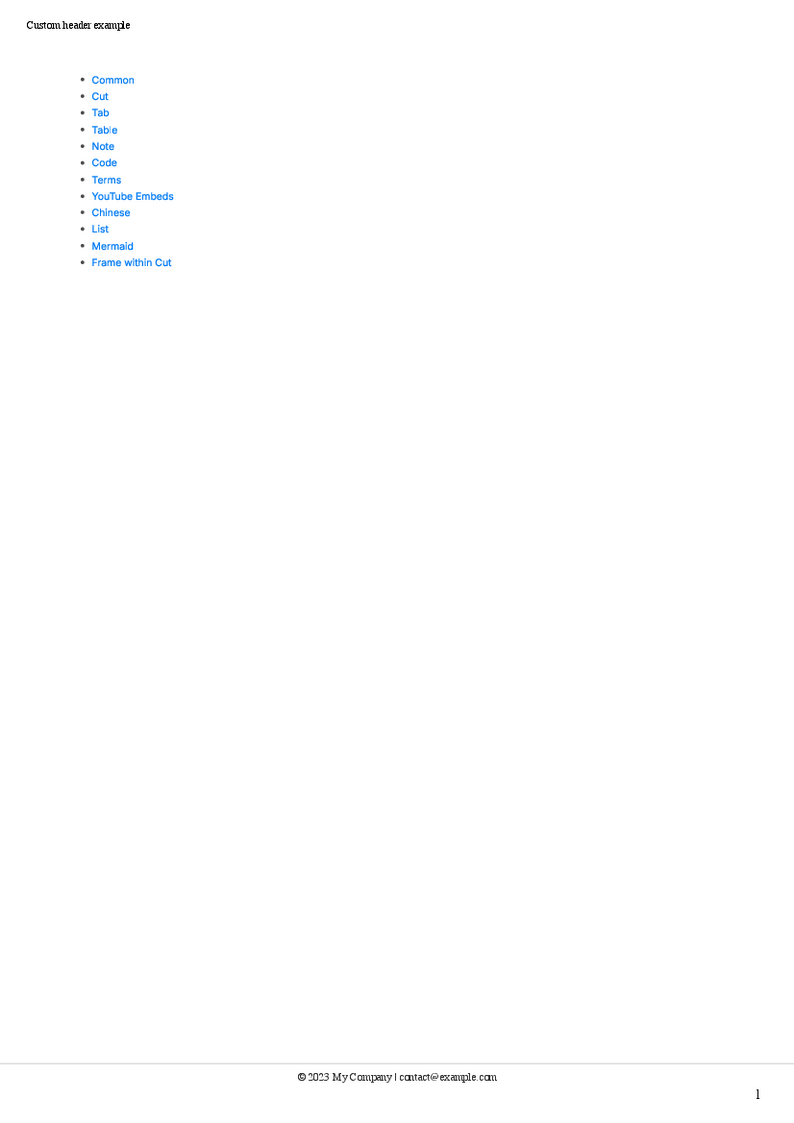 Custom header example
• Common
• Cut
• Tab
• Table
• Note
• Code
• Terms
• YouTube Embeds
• Chinese
• List
• Mermaid
• Frame within Cut
© 2023 My Company | contact@example.com
1